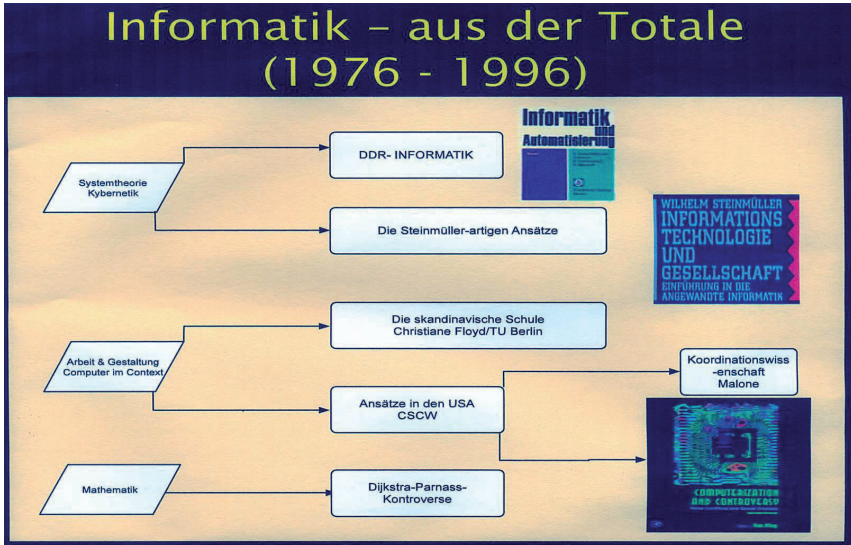 Informatik – aus der Totale
(1976 - 1996)
Informatik
und
Automatisierung
DDR- INFORMATIK
Systemtheorie
Kybernetik
Die Steinmüller-artigen Ansätze
WILHELM STEINMÜLLER
INFORMATIONS
TECHNOLOGIE
UND
GESELLSCHAFT
EINFÜHRUNG IN DIE
ANGEWANDTE INFORMATIK
Die skandinavische Schule
Christiane Floyd/TU Berlin
Arbeit & Gestaltung
Computer im Context
Ansätze in den USA
CSCW
Koordinationswiss
-enschaft
Malone
COMPUTERIZATION
AND CONTROVERSY
Mathematik
Dijkstra-Parnass-
Kontroverse